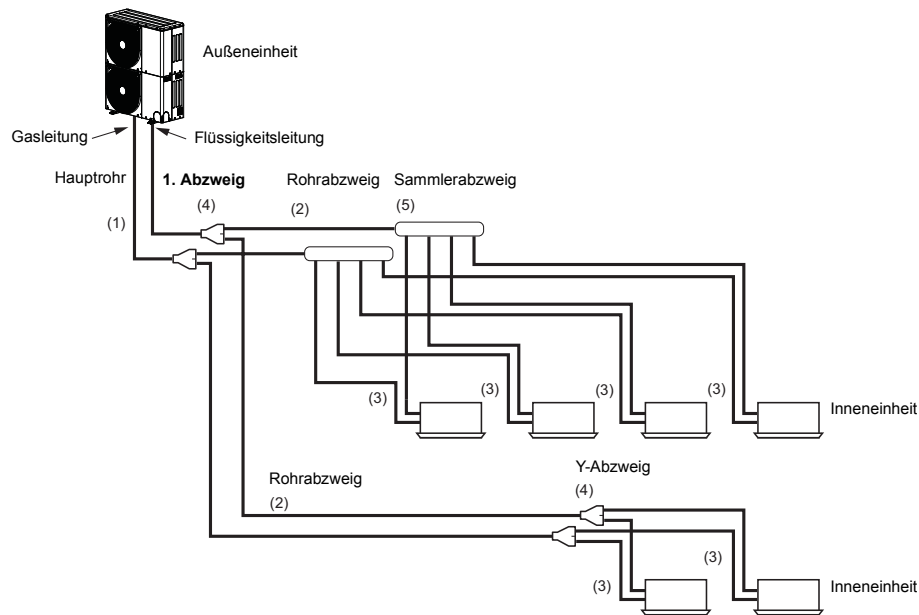 Außeneinheit
Gasleitung
Flüssigkeitsleitung
Hauptrohr
1. Abzweig
Rohrabzweig
Sammlerabzweig
(1)
(4)
(2)
(5)
(3)
(3)
(3)
(3)
Inneneinheit
Rohrabzweig
(2)
Y-Abzweig
(4)
(3)
(3)
Inneneinheit